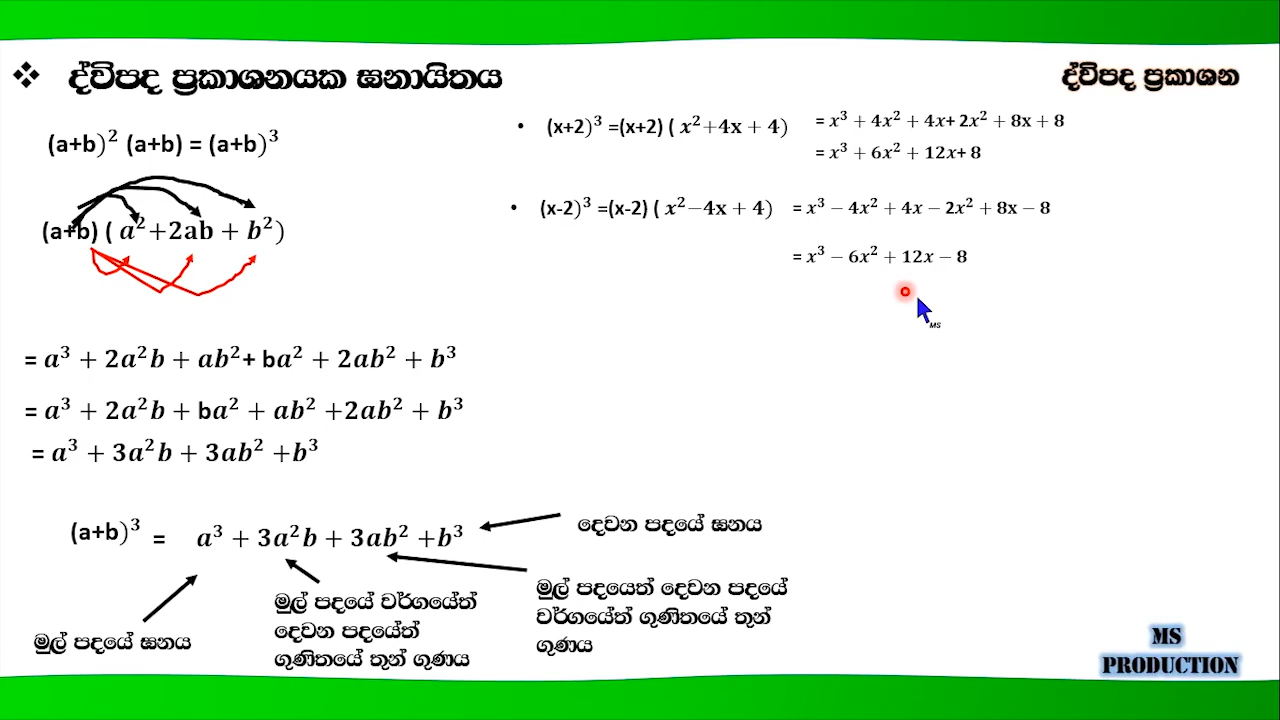 ❖ ද්විපද ප්‍රකාශනයක ඝනායිතය
ද්විපද ප්‍රකාශන
(a+b)² (a+b) = (a+b)³
(a+b) ( a²+2ab + b²)
= a³ + 2a²b + ab²+ ba² + 2ab² + b³
= a³ + 2a²b + ba² + ab² +2ab² + b³
= a³ + 3a²b + 3ab² +b³
• (x+2)³ =(x+2) ( x²+4x + 4) = x³ + 4x² + 4x+ 2x² + 8x + 8
= x³ + 6x² + 12x+ 8
• (x-2)³ =(x-2) ( x²−4x + 4) = x³ − 4x² + 4x − 2x² + 8x − 8
= x³ − 6x² + 12x − 8
MS
(a+b)³ = a³ + 3a²b + 3ab² +b³
දෙවන පදයේ ඝනය
මුල් පදයේ ඝනය
මුල් පදයේ වර්ගයේත්
දෙවන පදයේත්
ගුණිතයේ තුන් ගුණය
මුල් පදයෙත් දෙවන පදයේ
වර්ගයේත් ගුණිතයේ තුන්
ගුණය
MS
PRODUCTION